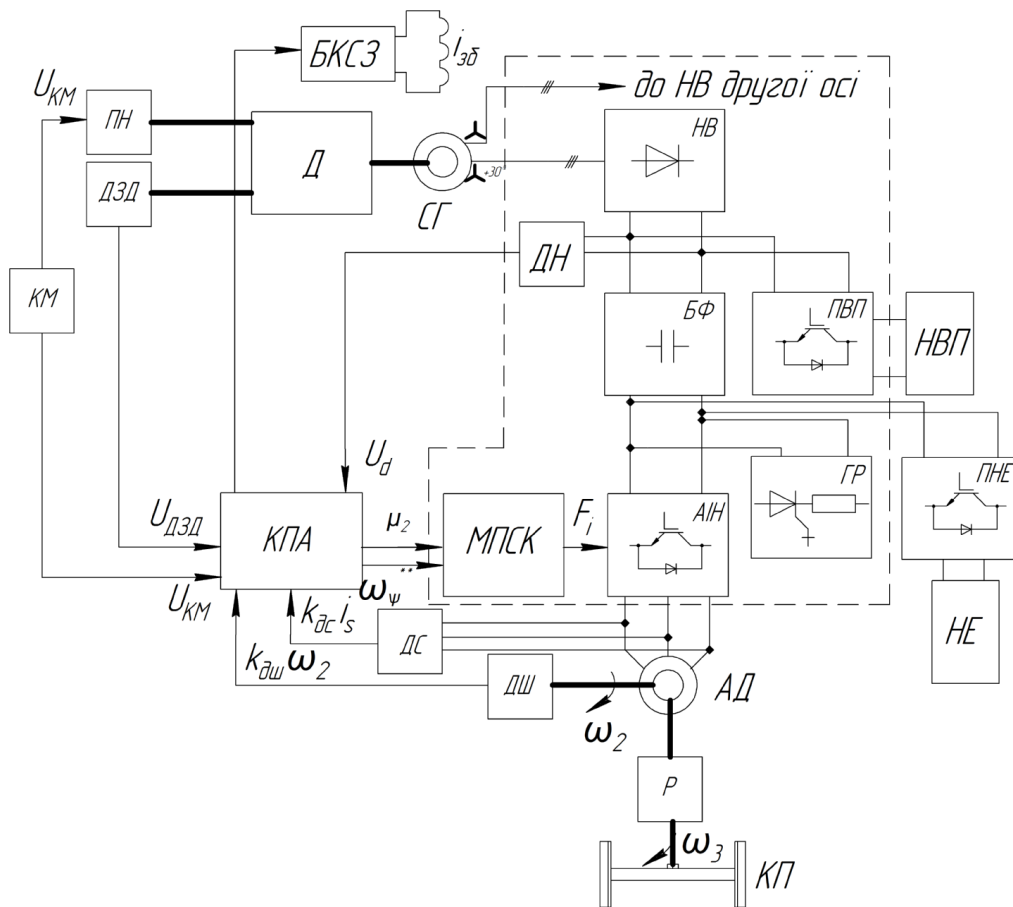 БКСЗ
i_зб
U_КМ
ПН
Д
ДЗД
СГ
+30°
до НВ другої осі
НВ
ДН
КМ
БФ
ПВП
НВП
U_d
ГР
ПНЕ
U_ДЗД
КПА
μ_2
МПСК
F_i
АІН
ω_ψ**
U_КМ
k_дс i_s
ДС
НЕ
k_дш ω_2
ДШ
АД
ω_2
Р
ω_3
КП